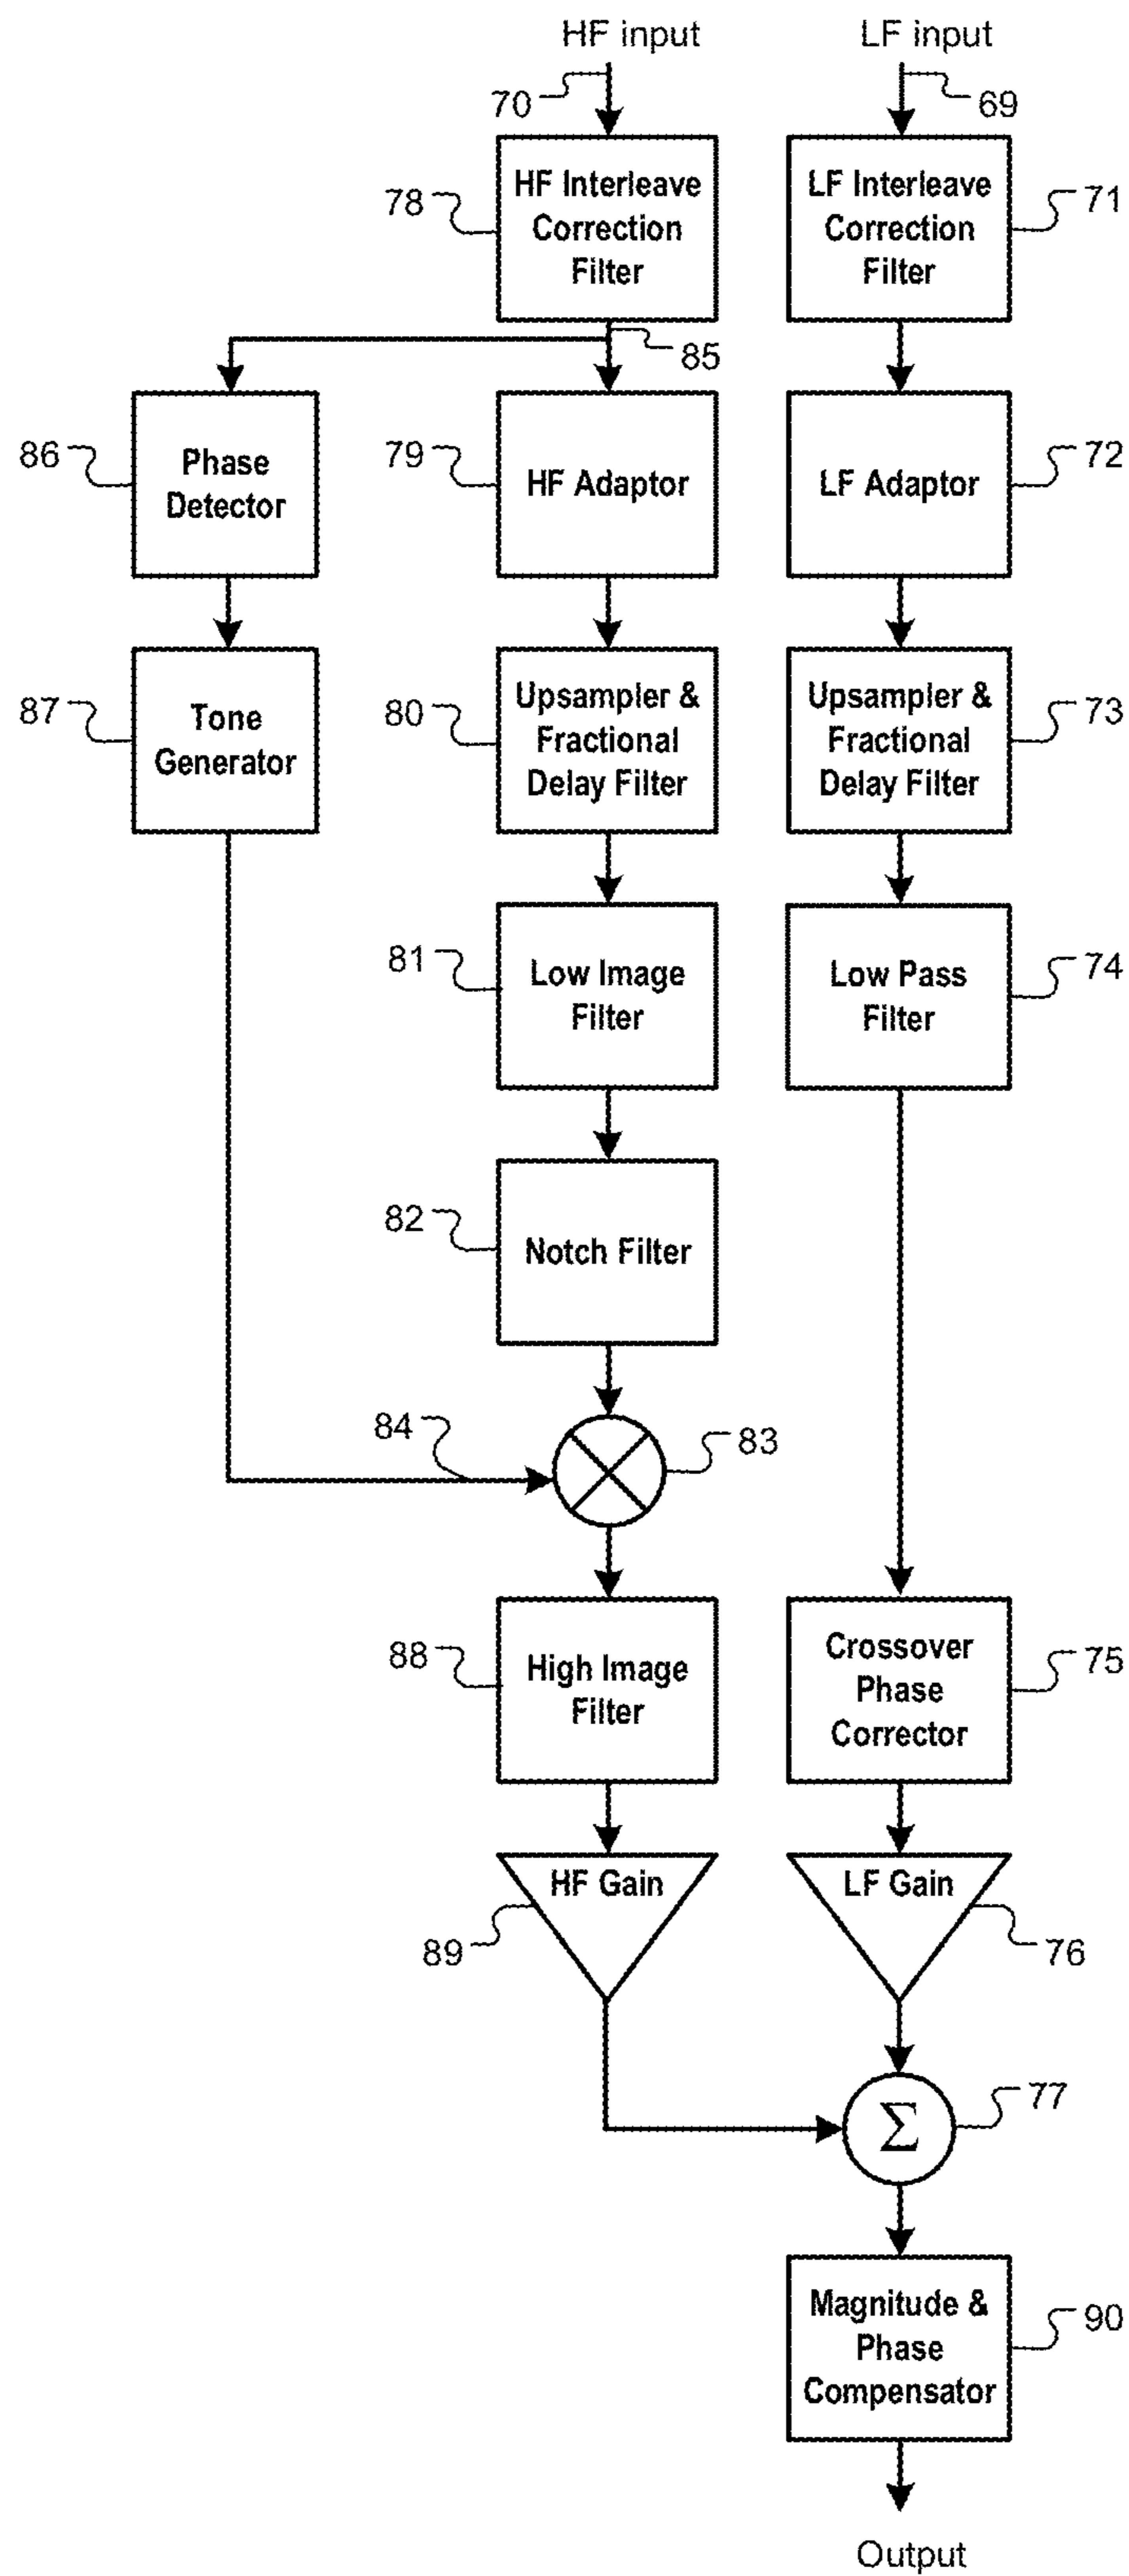 HF input
LF input
70
69
HF Interleave
Correction
Filter
78
LF Interleave
Correction
Filter
71
85
86
Phase
Detector
79
HF Adaptor
LF Adaptor
72
87
Tone
Generator
80
Upsampler &
Fractional
Delay Filter
Upsampler &
Fractional
Delay Filter
73
81
Low Image
Filter
Low Pass
Filter
74
82
Notch Filter
84
83
88
High Image
Filter
Crossover
Phase
Corrector
75
HF Gain
LF Gain
89
76
Σ
77
Magnitude &
Phase
Compensator
90
Output